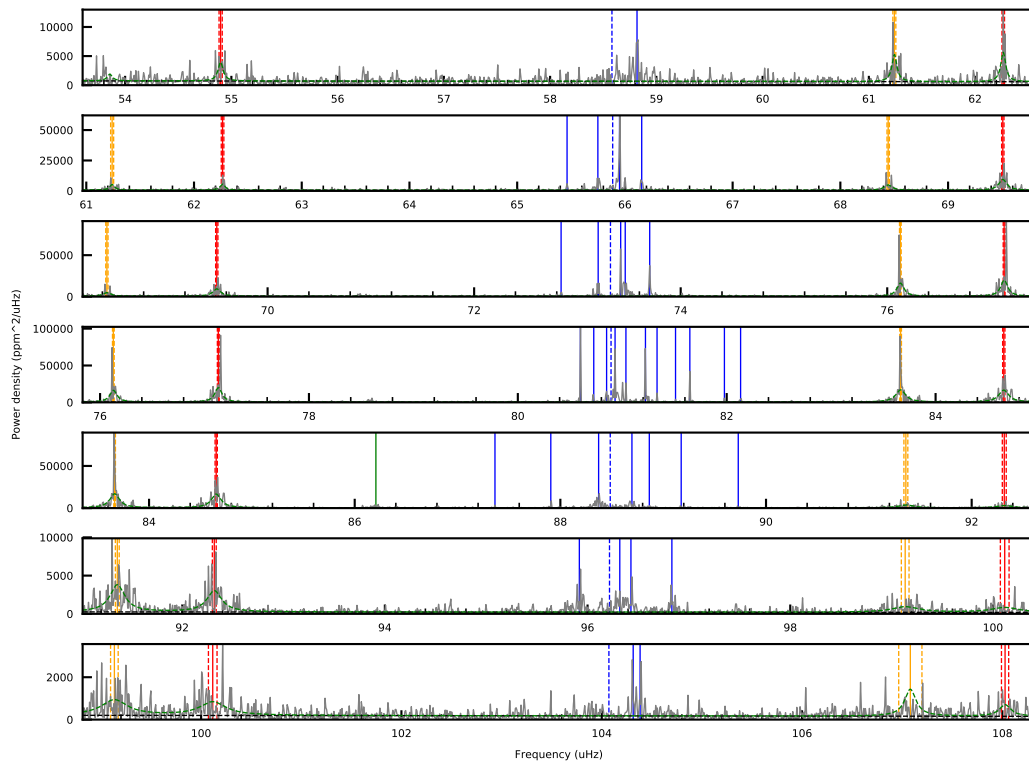 10000
5000
0
54 55 56 57 58 59 60 61 62
50000
25000
0
61 62 63 64 65 66 67 68 69
50000
0
70 72 74 76
Power density (ppm^2/uHz)
100000
50000
0
76 78 80 82 84
50000
0
84 86 88 90 92
10000
5000
0
92 94 96 98 100
2000
0
100 102 104 106 108
Frequency (uHz)